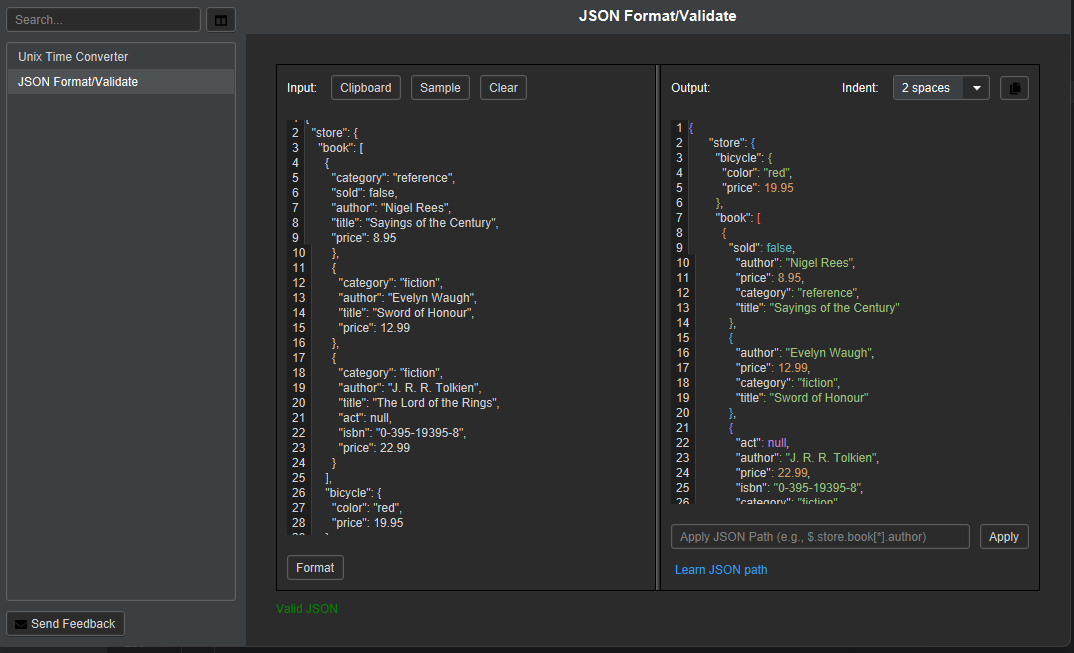 Search...
Unix Time Converter
JSON Format/Validate
Send Feedback
JSON Format/Validate
Input: Clipboard Sample Clear
2 "store": {
3 "book": [
4 {
5 "category": "reference",
6 "sold": false,
7 "author": "Nigel Rees",
8 "title": "Sayings of the Century",
9 "price": 8.95
10 },
11 {
12 "category": "fiction",
13 "author": "Evelyn Waugh",
14 "title": "Sword of Honour",
15 "price": 12.99
16 },
17 {
18 "category": "fiction",
19 "author": "J. R. R. Tolkien",
20 "title": "The Lord of the Rings",
21 "act": null,
22 "isbn": "0-395-19395-8",
23 "price": 22.99
24 }
25 ],
26 "bicycle": {
27 "color": "red",
28 "price": 19.95
Format
Valid JSON
Output: Indent: 2 spaces
1 {
2 "store": {
3 "bicycle": {
4 "color": "red",
5 "price": 19.95
6 },
7 "book": [
8 {
9 "sold": false,
10 "author": "Nigel Rees",
11 "price": 8.95,
12 "category": "reference",
13 "title": "Sayings of the Century"
14 },
15 {
16 "author": "Evelyn Waugh",
17 "price": 12.99,
18 "category": "fiction",
19 "title": "Sword of Honour"
20 },
21 {
22 "act": null,
23 "author": "J. R. R. Tolkien",
24 "price": 22.99,
25 "isbn": "0-395-19395-8",
26 "category": "fiction"
Apply JSON Path (e.g., $.store.book[*].author) Apply
Learn JSON path